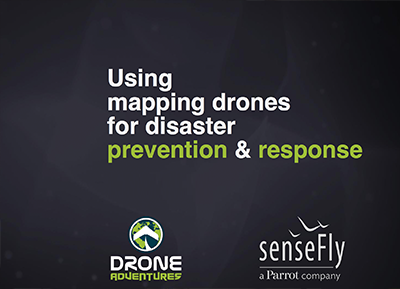 Using
mapping drones
for disaster
prevention & response
DRONE
ADVENTURES
senseFly
a Parrot company